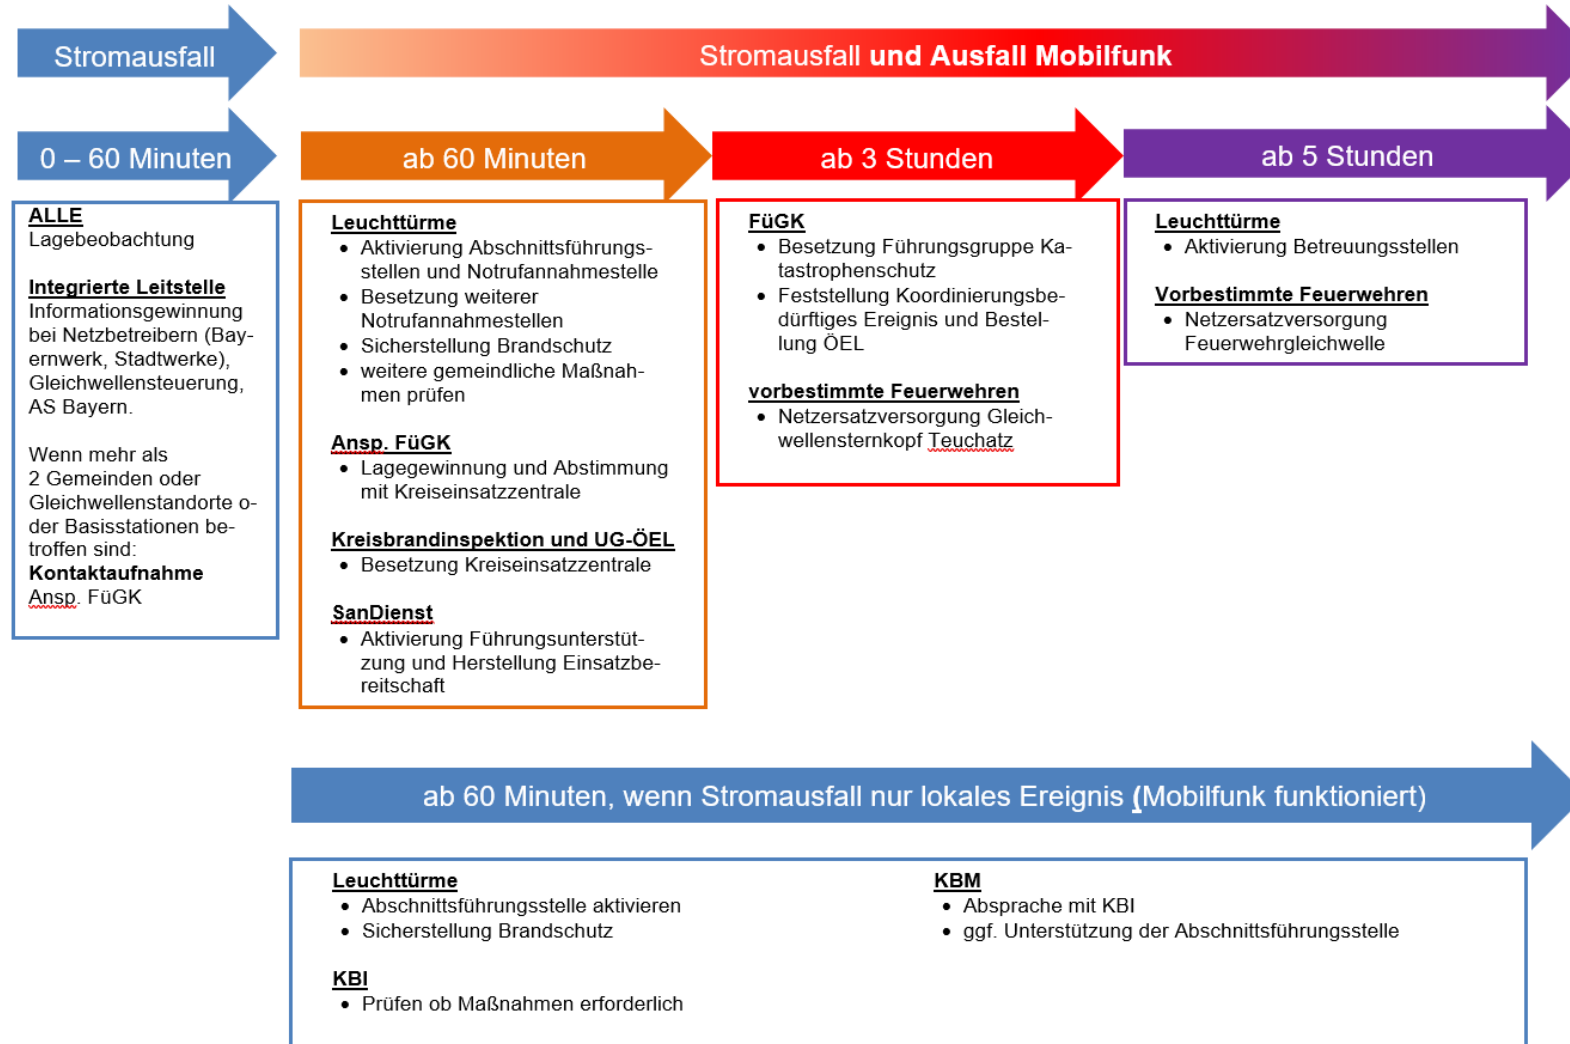 Stromausfall
Stromausfall und Ausfall Mobilfunk
0 – 60 Minuten
ab 60 Minuten
ab 3 Stunden
ab 5 Stunden
ALLE
Lagebeobachtung
Integrierte Leitstelle
Informationsgewinnung
bei Netzbetreibern (Bay-
ernwerk, Stadtwerke),
Gleichwellensteuerung,
AS Bayern.
Wenn mehr als
2 Gemeinden oder
Gleichwellenstandorte o-
der Basisstationen be-
troffen sind:
Kontaktaufnahme
Ansp. FüGK
Leuchttürme
• Aktivierung Abschnittsführungs-
stellen und Notrufannahmestelle
• Besetzung weiterer
Notrufannahmestellen
• Sicherstellung Brandschutz
• weitere gemeindliche Maßnah-
men prüfen
Ansp. FüGK
• Lagegewinnung und Abstimmung
mit Kreiseinsatzzentrale
Kreisbrandinspektion und UG-ÖEL
• Besetzung Kreiseinsatzzentrale
SanDienst
• Aktivierung Führungsunterstüt-
zung und Herstellung Einsatzbe-
reitschaft
FüGK
• Besetzung Führungsgruppe Ka-
tastrophenschutz
• Feststellung Koordinierungsbe-
dürftiges Ereignis und Bestel-
lung ÖEL
vorbestimmte Feuerwehren
• Netzersatzversorgung Gleich-
wellensternkopf Teuchatz
Leuchttürme
• Aktivierung Betreuungsstellen
Vorbestimmte Feuerwehren
• Netzersatzversorgung
Feuerwehrgleichwelle
ab 60 Minuten, wenn Stromausfall nur lokales Ereignis (Mobilfunk funktioniert)
Leuchttürme
• Abschnittsführungsstelle aktivieren
• Sicherstellung Brandschutz
KBI
• Prüfen ob Maßnahmen erforderlich
KBM
• Absprache mit KBI
• ggf. Unterstützung der Abschnittsführungsstelle